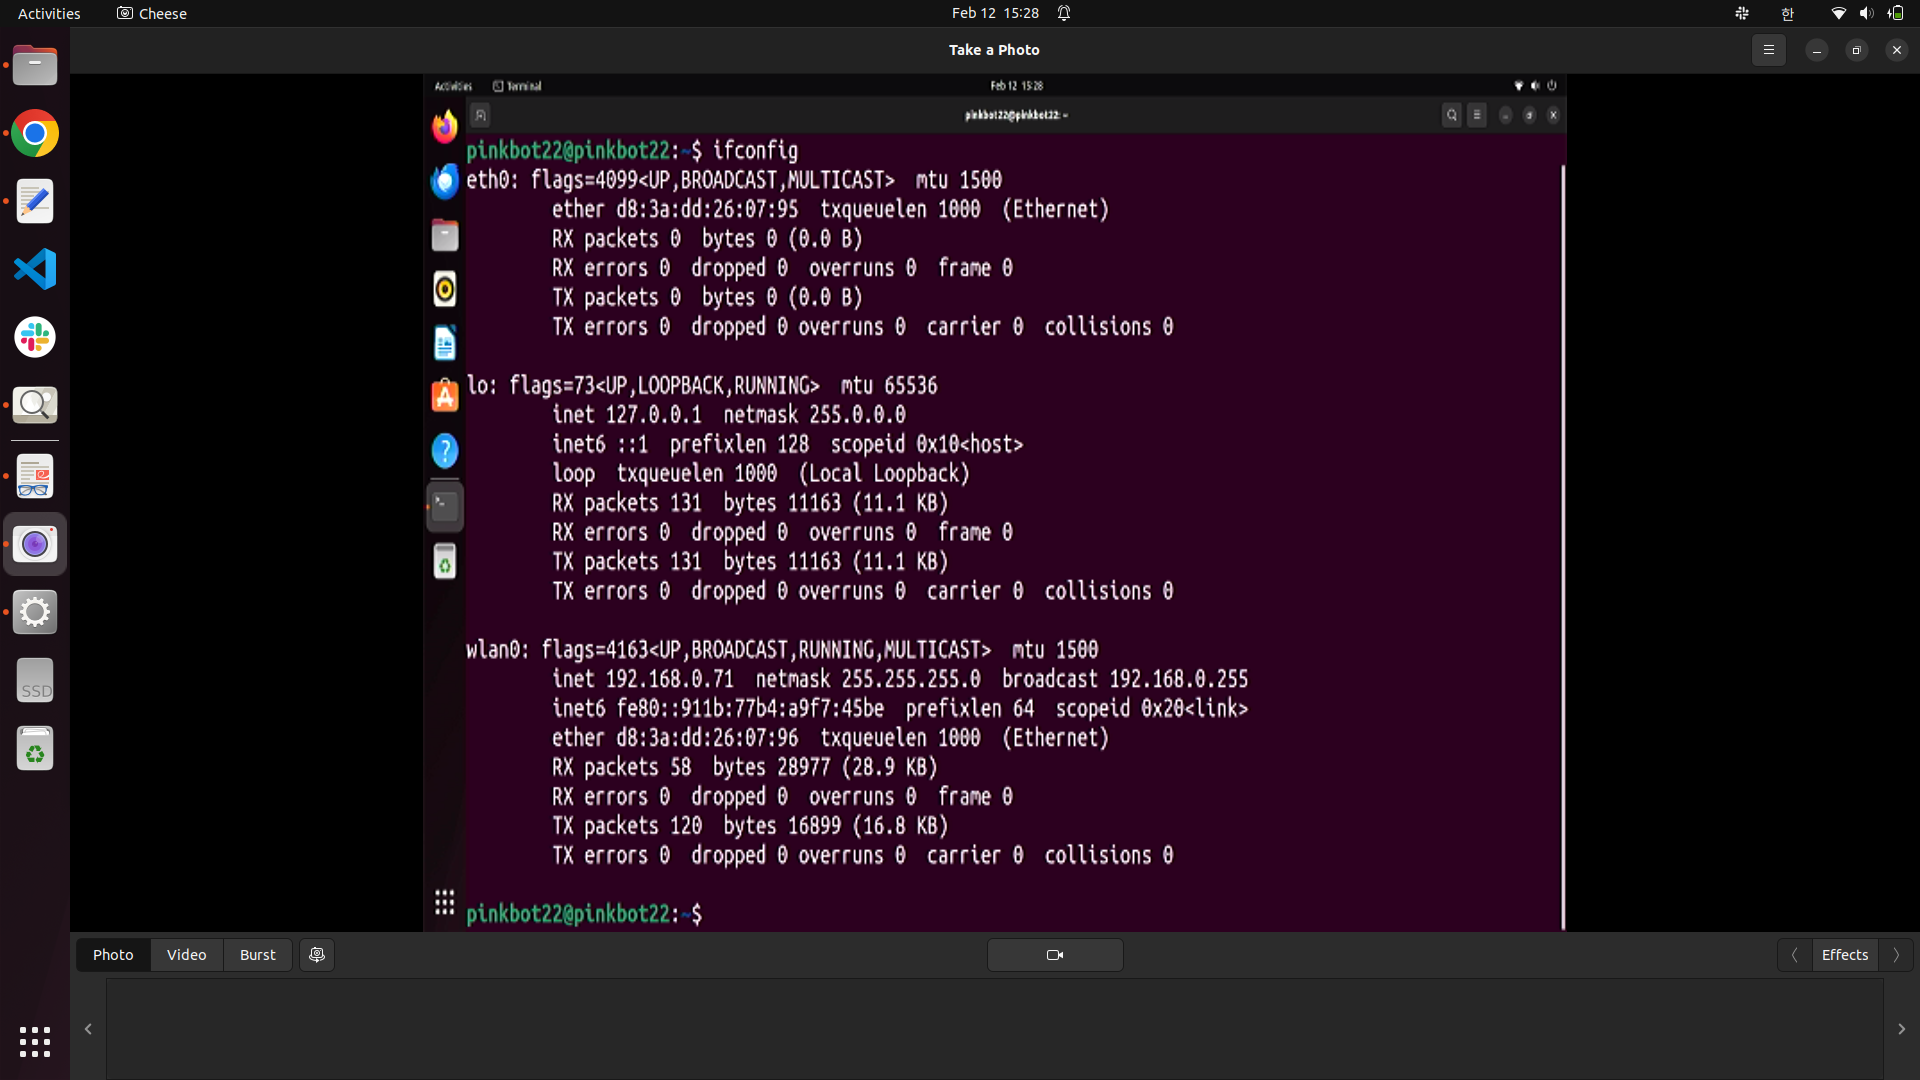 Activities Cheese Feb 12 15:28 한
Take a Photo
Activities Terminal Feb 12 15:28
pinkbot22@pinkbot22: ~
pinkbot22@pinkbot22:~$ ifconfig
eth0: flags=4099<UP,BROADCAST,MULTICAST> mtu 1500
ether d8:3a:dd:26:07:95 txqueuelen 1000 (Ethernet)
RX packets 0 bytes 0 (0.0 B)
RX errors 0 dropped 0 overruns 0 frame 0
TX packets 0 bytes 0 (0.0 B)
TX errors 0 dropped 0 overruns 0 carrier 0 collisions 0
lo: flags=73<UP,LOOPBACK,RUNNING> mtu 65536
inet 127.0.0.1 netmask 255.0.0.0
inet6 ::1 prefixlen 128 scopeid 0x10<host>
loop txqueuelen 1000 (Local Loopback)
RX packets 131 bytes 11163 (11.1 KB)
RX errors 0 dropped 0 overruns 0 frame 0
TX packets 131 bytes 11163 (11.1 KB)
TX errors 0 dropped 0 overruns 0 carrier 0 collisions 0
wlan0: flags=4163<UP,BROADCAST,RUNNING,MULTICAST> mtu 1500
inet 192.168.0.71 netmask 255.255.255.0 broadcast 192.168.0.255
inet6 fe80::911b:77b4:a9f7:45be prefixlen 64 scopeid 0x20<link>
ether d8:3a:dd:26:07:96 txqueuelen 1000 (Ethernet)
RX packets 58 bytes 28977 (28.9 KB)
RX errors 0 dropped 0 overruns 0 frame 0
TX packets 120 bytes 16899 (16.8 KB)
TX errors 0 dropped 0 overruns 0 carrier 0 collisions 0
pinkbot22@pinkbot22:~$
SSD
Photo Video Burst Effects